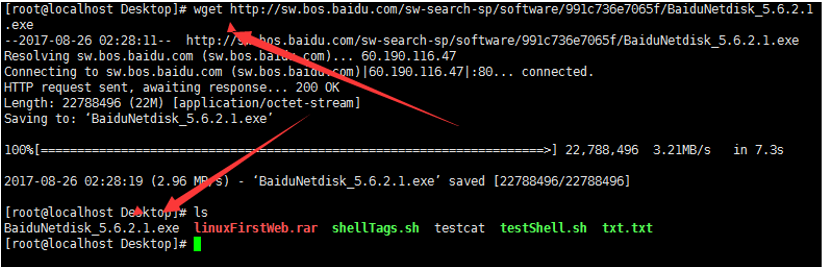 [root@localhost Desktop]# wget http://sw.bos.baidu.com/sw-search-sp/software/991c736e7065f/BaiduNetdisk_5.6.2.1
.exe
--2017-08-26 02:28:11--  http://sw.bos.baidu.com/sw-search-sp/software/991c736e7065f/BaiduNetdisk_5.6.2.1.exe
Resolving sw.bos.baidu.com (sw.bos.baidu.com)... 60.190.116.47
Connecting to sw.bos.baidu.com (sw.bos.baidu.com)|60.190.116.47|:80... connected.
HTTP request sent, awaiting response... 200 OK
Length: 22788496 (22M) [application/octet-stream]
Saving to: ‘BaiduNetdisk_5.6.2.1.exe’
100%[=================================================================>] 22,788,496  3.21MB/s   in 7.3s
2017-08-26 02:28:19 (2.96 MB/s) - ‘BaiduNetdisk_5.6.2.1.exe’ saved [22788496/22788496]
[root@localhost Desktop]# ls
BaiduNetdisk_5.6.2.1.exe  linuxFirstWeb.rar  shellTags.sh  testcat  testShell.sh  txt.txt
[root@localhost Desktop]#